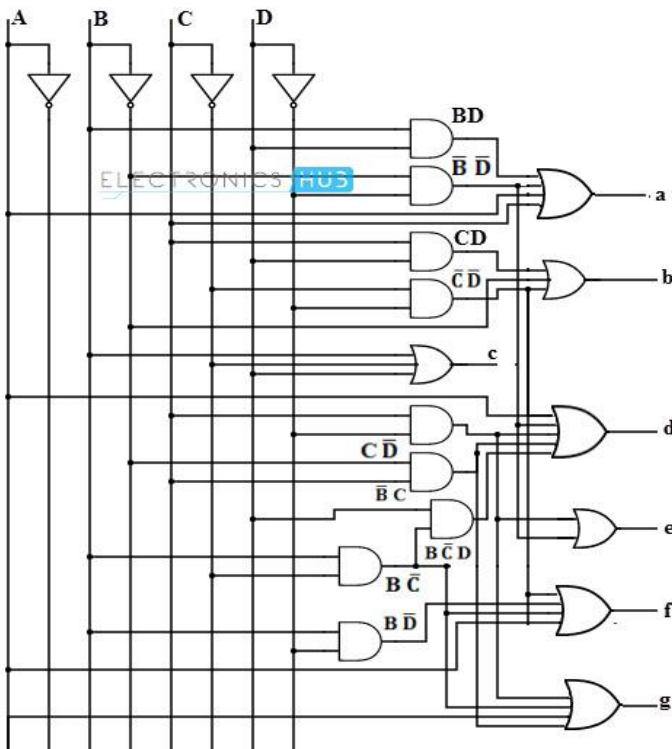 A B C D
BD
ELECTRONICS HUB
B̅ D̅
a
CD
b
C̅ D̅
c
d
C D̅
B̅ C
e
B C̅ D
B C̅
B D̅
f
g